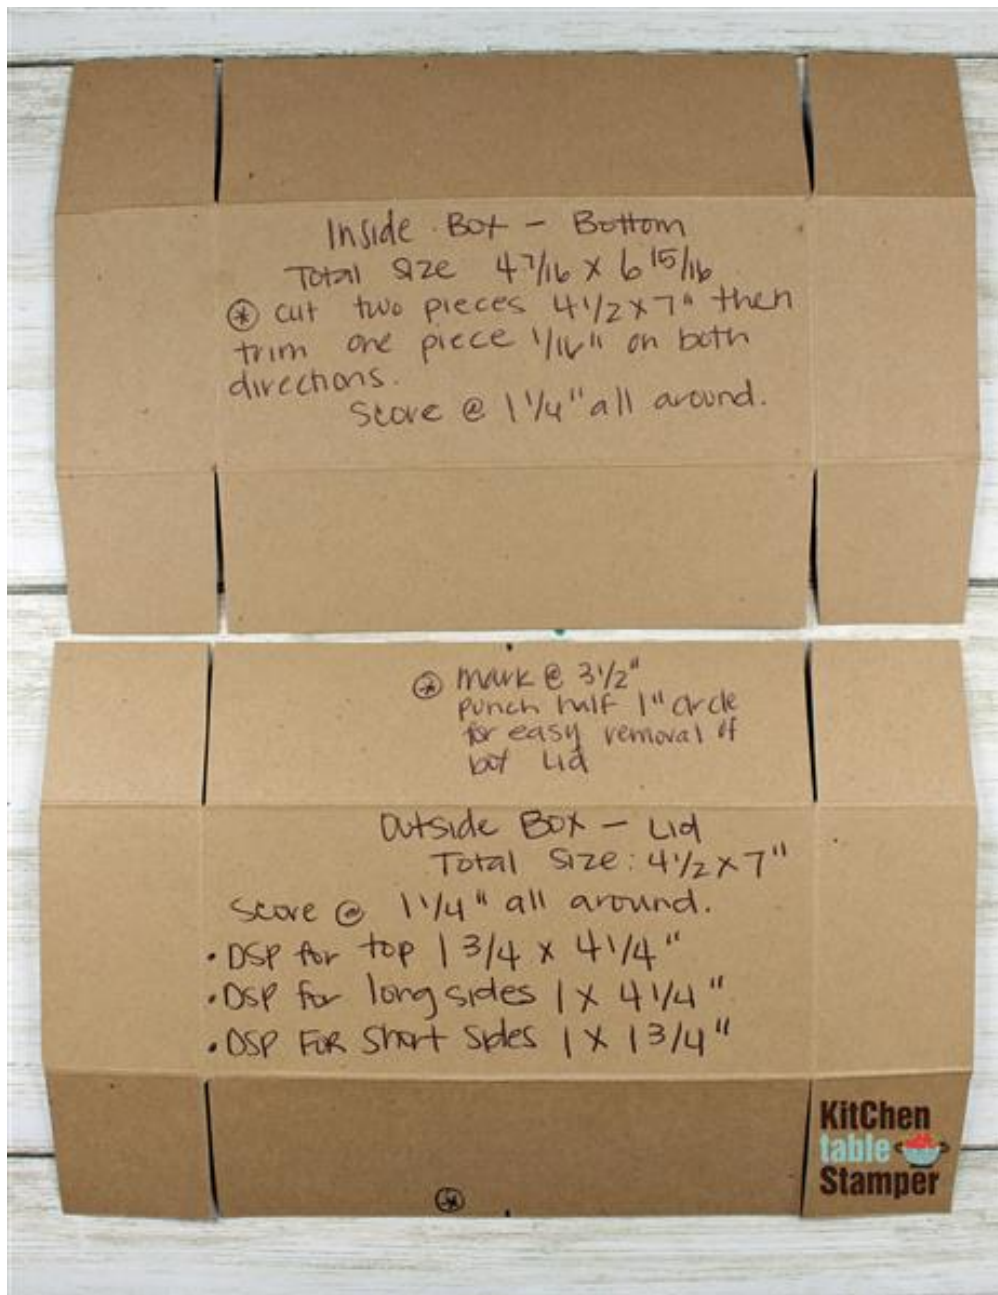 Inside Box - Bottom
Total Size 4 7/16 x 6 15/16
⊛ cut two pieces 4 1/2 x 7" then
trim one piece 1/16" on both
directions.
Score @ 1 1/4" all around.
⊛ mark @ 3 1/2"
punch half 1" circle
for easy removal of
box Lid
Outside Box - Lid
Total Size: 4 1/2 x 7"
Score @ 1 1/4" all around.
• DSP for top 1 3/4 x 4 1/4"
• DSP for long sides 1 x 4 1/4"
• DSP FOR Short Sides 1 x 1 3/4"
⊛
KitChen
table
Stamper